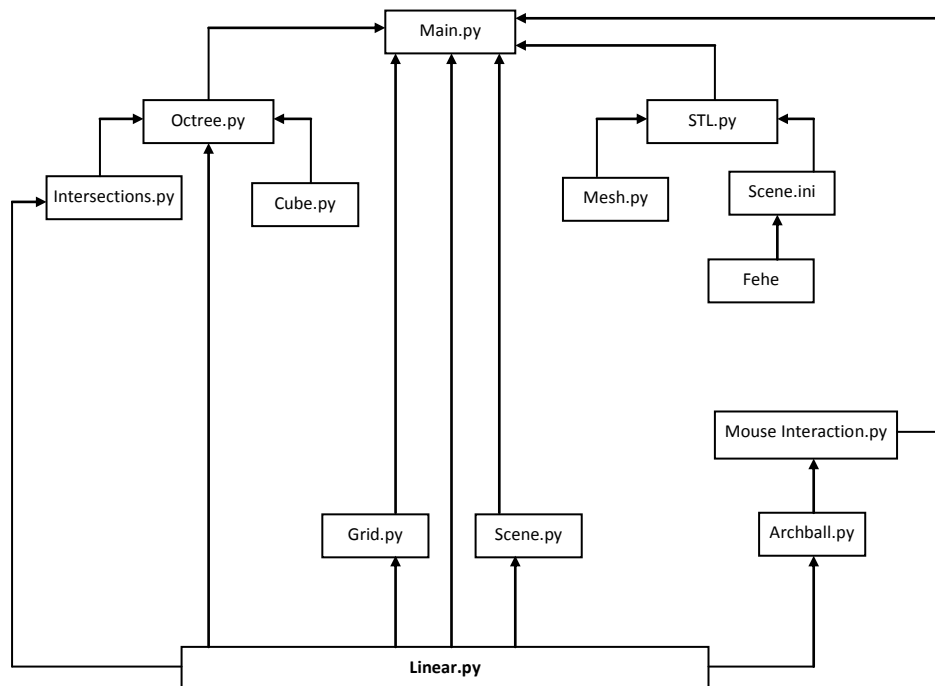 Main.py
Octree.py
STL.py
Intersections.py
Cube.py
Mesh.py
Scene.ini
Fehe
Mouse Interaction.py
Grid.py
Scene.py
Archball.py
Linear.py